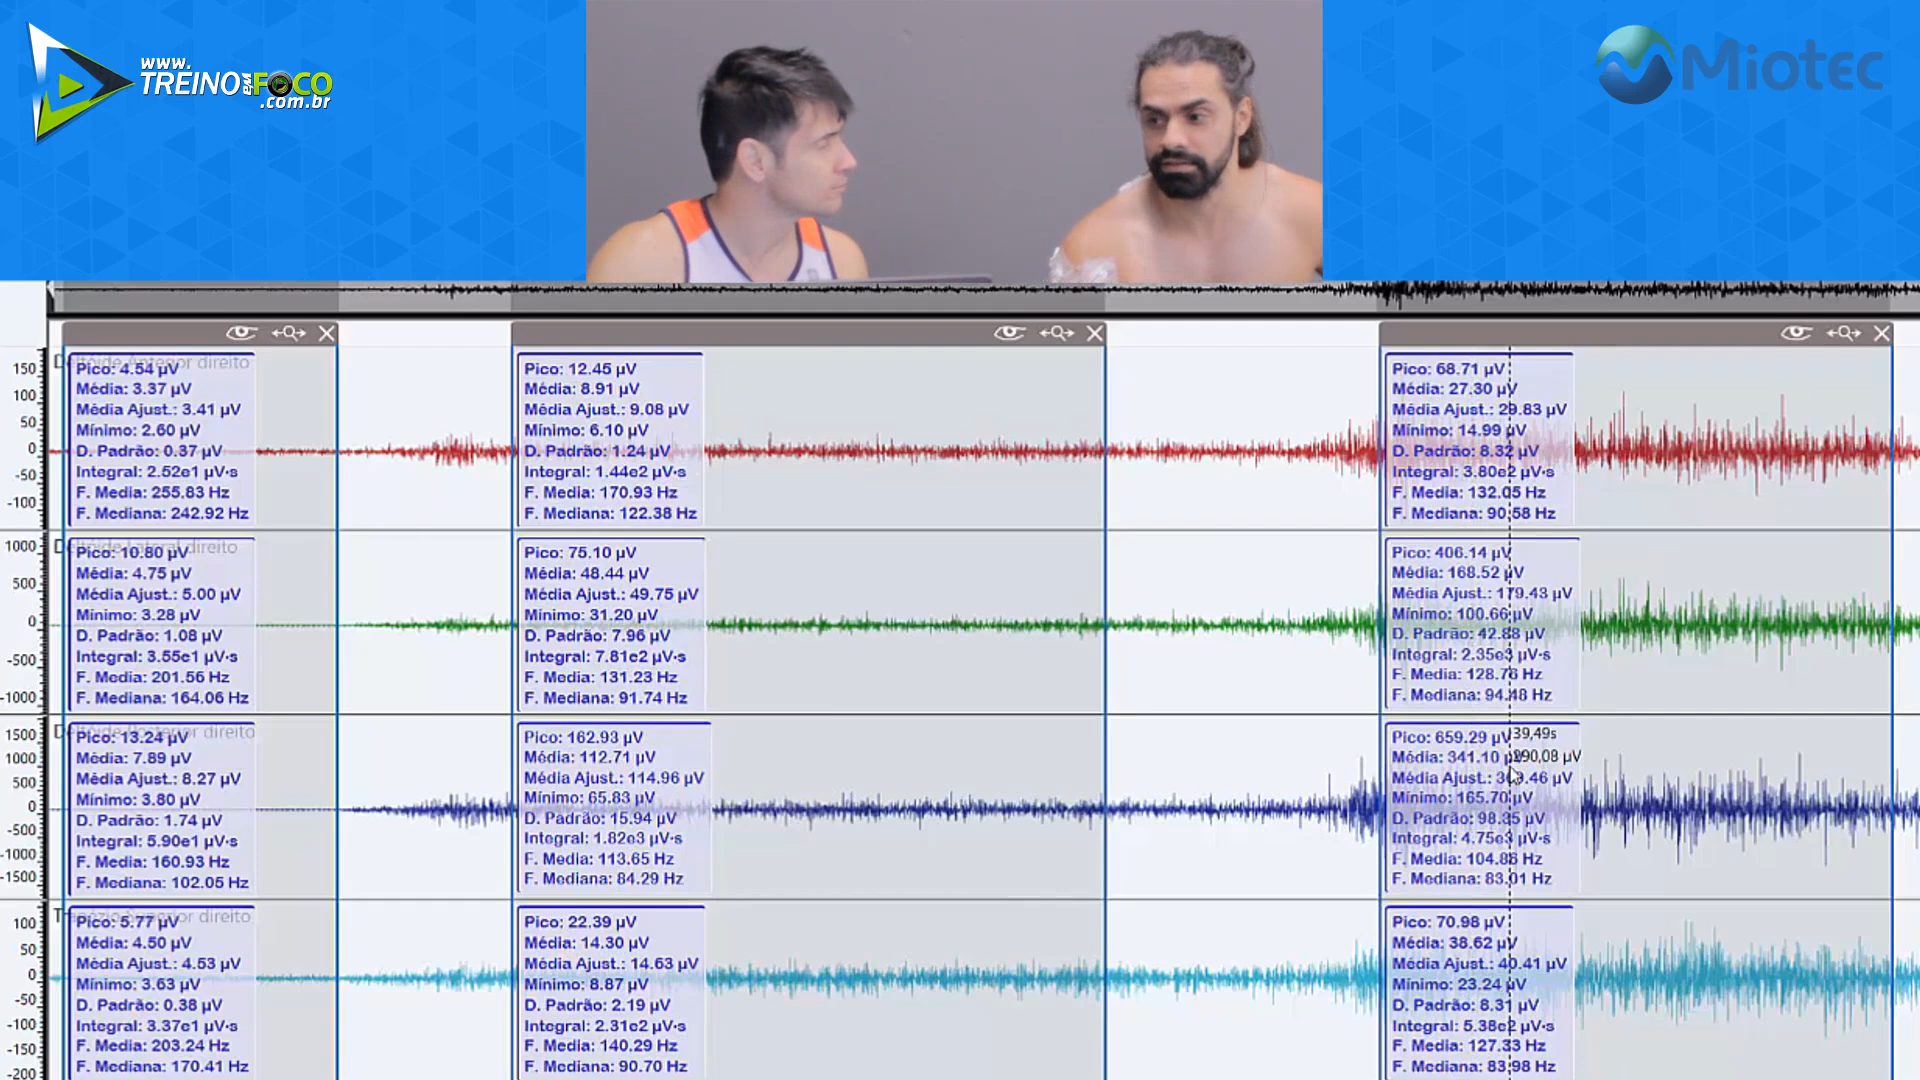 www.
TREINO EM FOCO
.com.br
Miotec
150
100
50
0
-50
-100
Deltóide Anterior direito
Pico: 4.54 µV
Média: 3.37 µV
Média Ajust.: 3.41 µV
Mínimo: 2.60 µV
D. Padrão: 0.37 µV
Integral: 2.52e1 µV·s
F. Media: 255.83 Hz
F. Mediana: 242.92 Hz
Pico: 12.45 µV
Média: 8.91 µV
Média Ajust.: 9.08 µV
Mínimo: 6.10 µV
D. Padrão: 1.24 µV
Integral: 1.44e2 µV·s
F. Media: 170.93 Hz
F. Mediana: 122.38 Hz
Pico: 68.71 µV
Média: 27.30 µV
Média Ajust.: 29.83 µV
Mínimo: 14.99 µV
D. Padrão: 8.32 µV
Integral: 3.80e2 µV·s
F. Media: 132.05 Hz
F. Mediana: 90.58 Hz
1000
500
0
-500
-1000
Deltóide Lateral direito
Pico: 10.80 µV
Média: 4.75 µV
Média Ajust.: 5.00 µV
Mínimo: 3.28 µV
D. Padrão: 1.08 µV
Integral: 3.55e1 µV·s
F. Media: 201.56 Hz
F. Mediana: 164.06 Hz
Pico: 75.10 µV
Média: 48.44 µV
Média Ajust.: 49.75 µV
Mínimo: 31.20 µV
D. Padrão: 7.96 µV
Integral: 7.81e2 µV·s
F. Media: 131.23 Hz
F. Mediana: 91.74 Hz
Pico: 406.14 µV
Média: 168.52 µV
Média Ajust.: 179.43 µV
Mínimo: 100.66 µV
D. Padrão: 42.88 µV
Integral: 2.35e3 µV·s
F. Media: 128.76 Hz
F. Mediana: 94.48 Hz
1500
1000
500
0
-500
-1000
-1500
Deltóide Posterior direito
Pico: 13.24 µV
Média: 7.89 µV
Média Ajust.: 8.27 µV
Mínimo: 3.80 µV
D. Padrão: 1.74 µV
Integral: 5.90e1 µV·s
F. Media: 160.93 Hz
F. Mediana: 102.05 Hz
Pico: 162.93 µV
Média: 112.71 µV
Média Ajust.: 114.96 µV
Mínimo: 65.83 µV
D. Padrão: 15.94 µV
Integral: 1.82e3 µV·s
F. Media: 113.65 Hz
F. Mediana: 84.29 Hz
Pico: 659.29 µV
39,49s
Média: 341.10
290,08 µV
Média Ajust.: µV
Mínimo: 165.70 µV
D. Padrão: 98.35 µV
Integral: 4.75e3 µV·s
F. Media: 104.86 Hz
F. Mediana: 83.01 Hz
100
50
0
-50
-100
-150
-200
Trapézio Superior direito
Pico: 5.77 µV
Média: 4.50 µV
Média Ajust.: 4.53 µV
Mínimo: 3.63 µV
D. Padrão: 0.38 µV
Integral: 3.37e1 µV·s
F. Media: 203.24 Hz
F. Mediana: 170.41 Hz
Pico: 22.39 µV
Média: 14.30 µV
Média Ajust.: 14.63 µV
Mínimo: 8.87 µV
D. Padrão: 2.19 µV
Integral: 2.31e2 µV·s
F. Media: 140.29 Hz
F. Mediana: 90.70 Hz
Pico: 70.98 µV
Média: 38.62 µV
Média Ajust.: 40.41 µV
Mínimo: 23.24 µV
D. Padrão: 8.31 µV
Integral: 5.38e2 µV·s
F. Media: 127.33 Hz
F. Mediana: 83.98 Hz